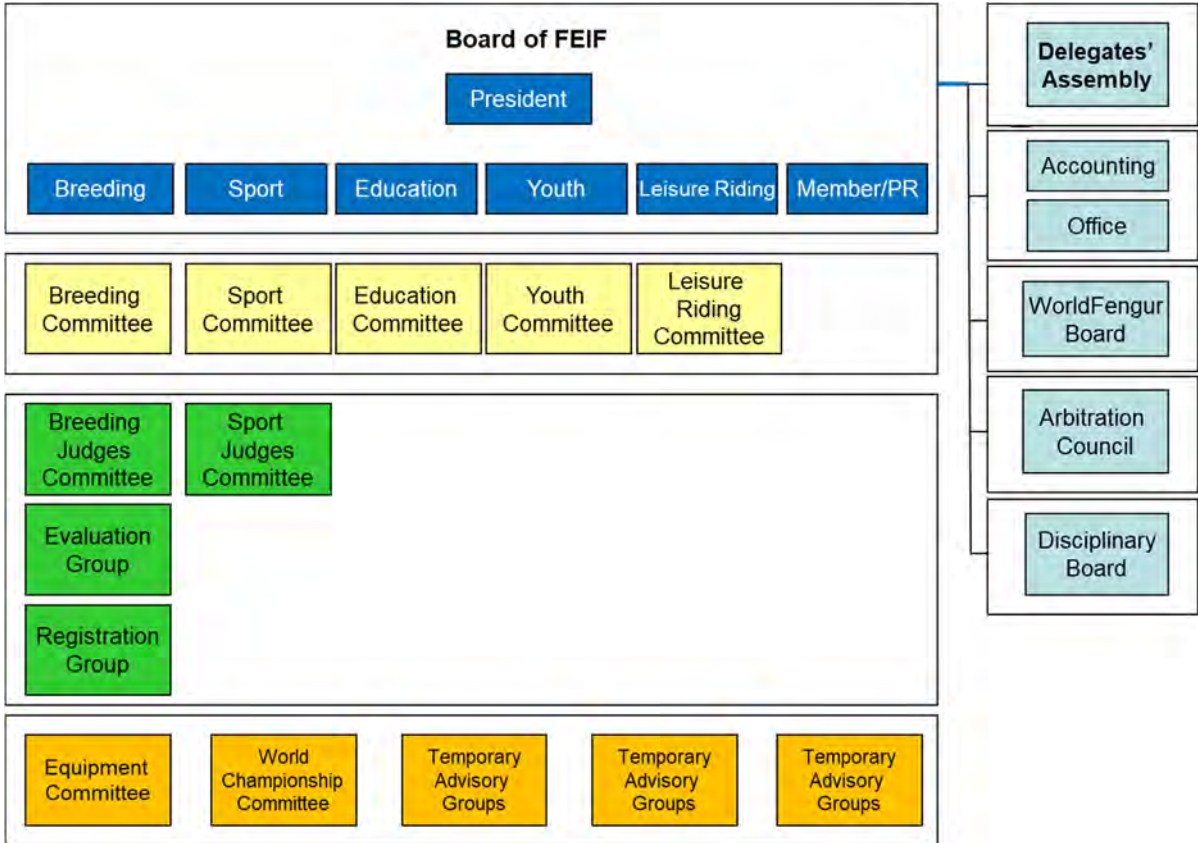 Board of FEIF
President
Breeding
Sport
Education
Youth
Leisure Riding
Member/PR
Breeding
Committee
Sport
Committee
Education
Committee
Youth
Committee
Leisure
Riding
Committee
Breeding
Judges
Committee
Sport
Judges
Committee
Evaluation
Group
Registration
Group
Equipment
Committee
World
Championship
Committee
Temporary
Advisory
Groups
Temporary
Advisory
Groups
Temporary
Advisory
Groups
Delegates'
Assembly
Accounting
Office
WorldFengur
Board
Arbitration
Council
Disciplinary
Board